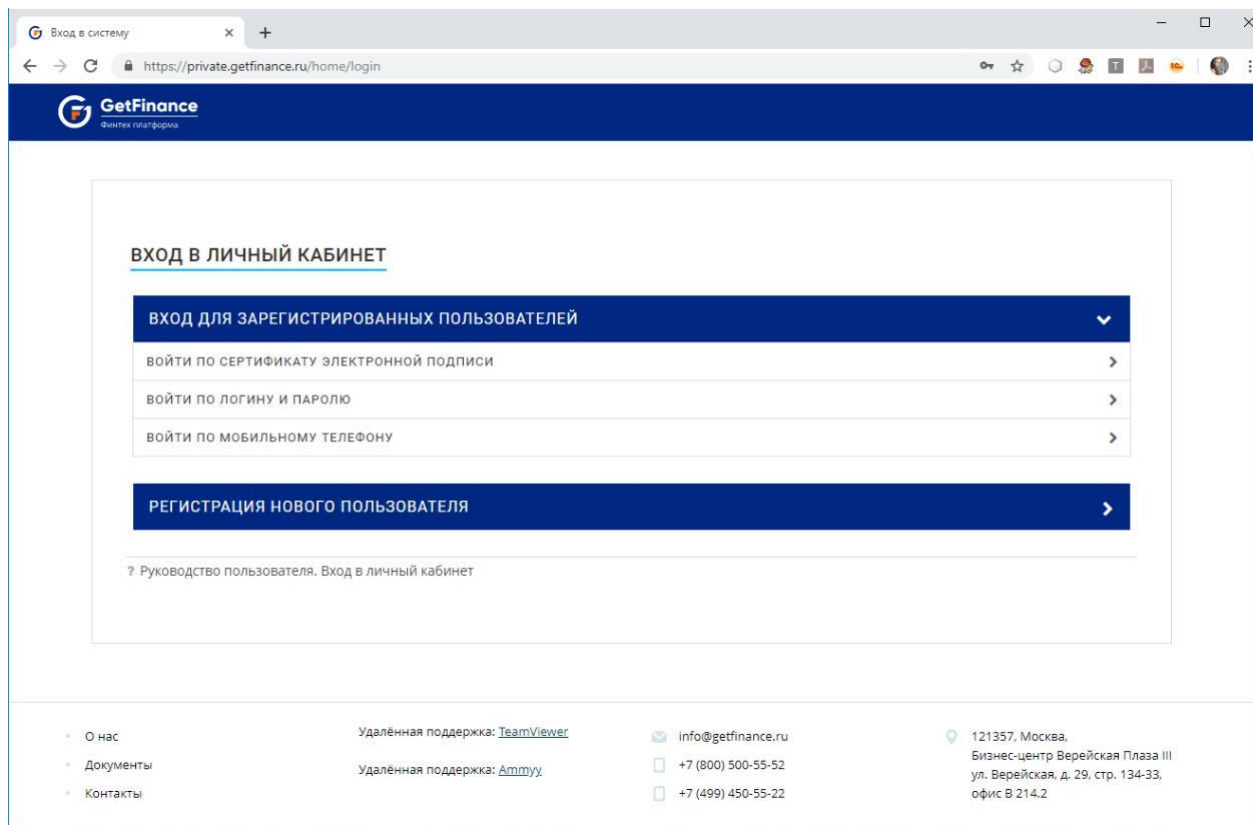 Вход в систему
https://private.getfinance.ru/home/login
GetFinance
Финтех платформа
ВХОД В ЛИЧНЫЙ КАБИНЕТ
ВХОД ДЛЯ ЗАРЕГИСТРИРОВАННЫХ ПОЛЬЗОВАТЕЛЕЙ
ВОЙТИ ПО СЕРТИФИКАТУ ЭЛЕКТРОННОЙ ПОДПИСИ
ВОЙТИ ПО ЛОГИНУ И ПАРОЛЮ
ВОЙТИ ПО МОБИЛЬНОМУ ТЕЛЕФОНУ
РЕГИСТРАЦИЯ НОВОГО ПОЛЬЗОВАТЕЛЯ
? Руководство пользователя. Вход в личный кабинет
О нас
Документы
Контакты
Удалённая поддержка: TeamViewer
Удалённая поддержка: Ammyy
info@getfinance.ru
+7 (800) 500-55-52
+7 (499) 450-55-22
121357, Москва,
Бизнес-центр Верейская Плаза III
ул. Верейская, д. 29, стр. 134-33,
офис В 214.2